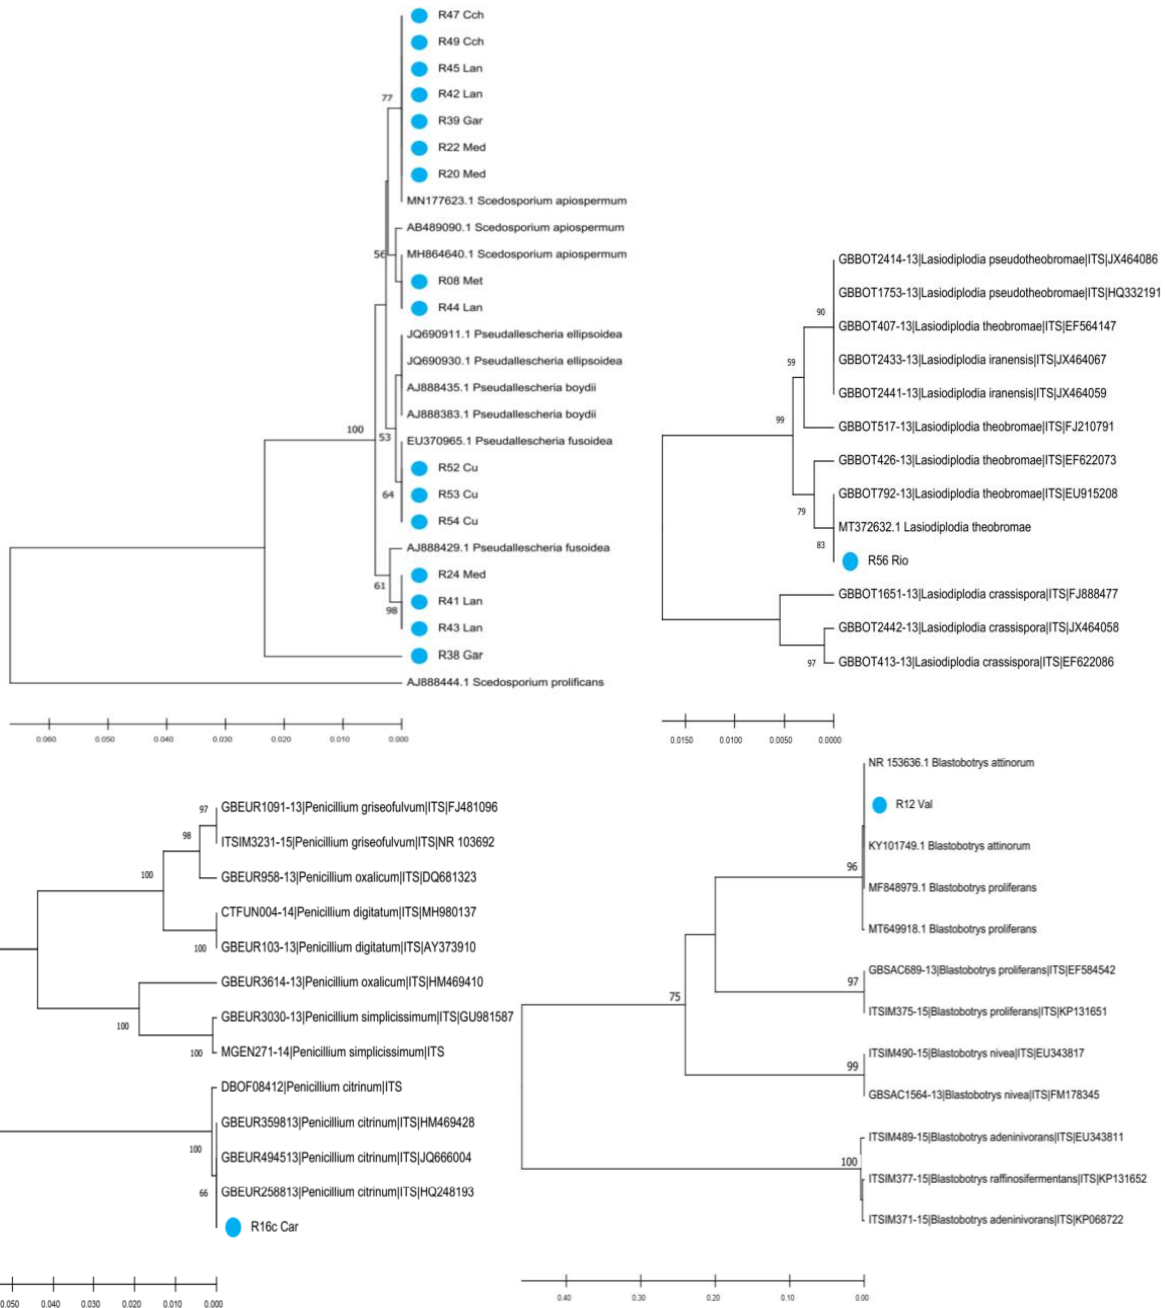 R47 Cch
R49 Cch
R45 Lan
R42 Lan
77
R39 Gar
R22 Med
R20 Med
MN177623.1 Scedosporium apiospermum
AB489090.1 Scedosporium apiospermum
56
MH864640.1 Scedosporium apiospermum
R08 Met
R44 Lan
JQ690911.1 Pseudallescheria ellipsoidea
JQ690930.1 Pseudallescheria ellipsoidea
AJ888435.1 Pseudallescheria boydii
AJ888383.1 Pseudallescheria boydii
100
53
EU370965.1 Pseudallescheria fusoidea
R52 Cu
64
R53 Cu
R54 Cu
AJ888429.1 Pseudallescheria fusoidea
R24 Med
61
R41 Lan
98
R43 Lan
R38 Gar
AJ888444.1 Scedosporium prolificans
0.060 0.050 0.040 0.030 0.020 0.010 0.000
GBBOT2414-13|Lasiodiplodia pseudotheobromae|ITS|JX464086
GBBOT1753-13|Lasiodiplodia pseudotheobromae|ITS|HQ332191
90
GBBOT407-13|Lasiodiplodia theobromae|ITS|EF564147
59
GBBOT2433-13|Lasiodiplodia iranensis|ITS|JX464067
GBBOT2441-13|Lasiodiplodia iranensis|ITS|JX464059
99
GBBOT517-13|Lasiodiplodia theobromae|ITS|FJ210791
GBBOT426-13|Lasiodiplodia theobromae|ITS|EF622073
GBBOT792-13|Lasiodiplodia theobromae|ITS|EU915208
79
MT372632.1 Lasiodiplodia theobromae
83
R56 Rio
GBBOT1651-13|Lasiodiplodia crassispora|ITS|FJ888477
GBBOT2442-13|Lasiodiplodia crassispora|ITS|JX464058
97
GBBOT413-13|Lasiodiplodia crassispora|ITS|EF622086
0.0150 0.0100 0.0050 0.0000
97
GBEUR1091-13|Penicillium griseofulvum|ITS|FJ481096
98
ITSIM3231-15|Penicillium griseofulvum|ITS|NR 103692
100
GBEUR958-13|Penicillium oxalicum|ITS|DQ681323
CTFUN004-14|Penicillium digitatum|ITS|MH980137
100
GBEUR103-13|Penicillium digitatum|ITS|AY373910
GBEUR3614-13|Penicillium oxalicum|ITS|HM469410
100
GBEUR3030-13|Penicillium simplicissimum|ITS|GU981587
100
MGEN271-14|Penicillium simplicissimum|ITS
DBOF08412|Penicillium citrinum|ITS
GBEUR359813|Penicillium citrinum|ITS|HM469428
100
GBEUR494513|Penicillium citrinum|ITS|JQ666004
66
GBEUR258813|Penicillium citrinum|ITS|HQ248193
R16c Car
0.050 0.040 0.030 0.020 0.010 0.000
NR 153636.1 Blastobotrys attinorum
R12 Val
KY101749.1 Blastobotrys attinorum
96
MF848979.1 Blastobotrys proliferans
MT649918.1 Blastobotrys proliferans
GBSAC689-13|Blastobotrys proliferans|ITS|EF584542
97
75
ITSIM375-15|Blastobotrys proliferans|ITS|KP131651
ITSIM490-15|Blastobotrys nivea|ITS|EU343817
99
GBSAC1564-13|Blastobotrys nivea|ITS|FM178345
ITSIM489-15|Blastobotrys adeninivorans|ITS|EU343811
100
ITSIM377-15|Blastobotrys raffinosifermentans|ITS|KP131652
ITSIM371-15|Blastobotrys adeninivorans|ITS|KP068722
0.40 0.30 0.20 0.10 0.00